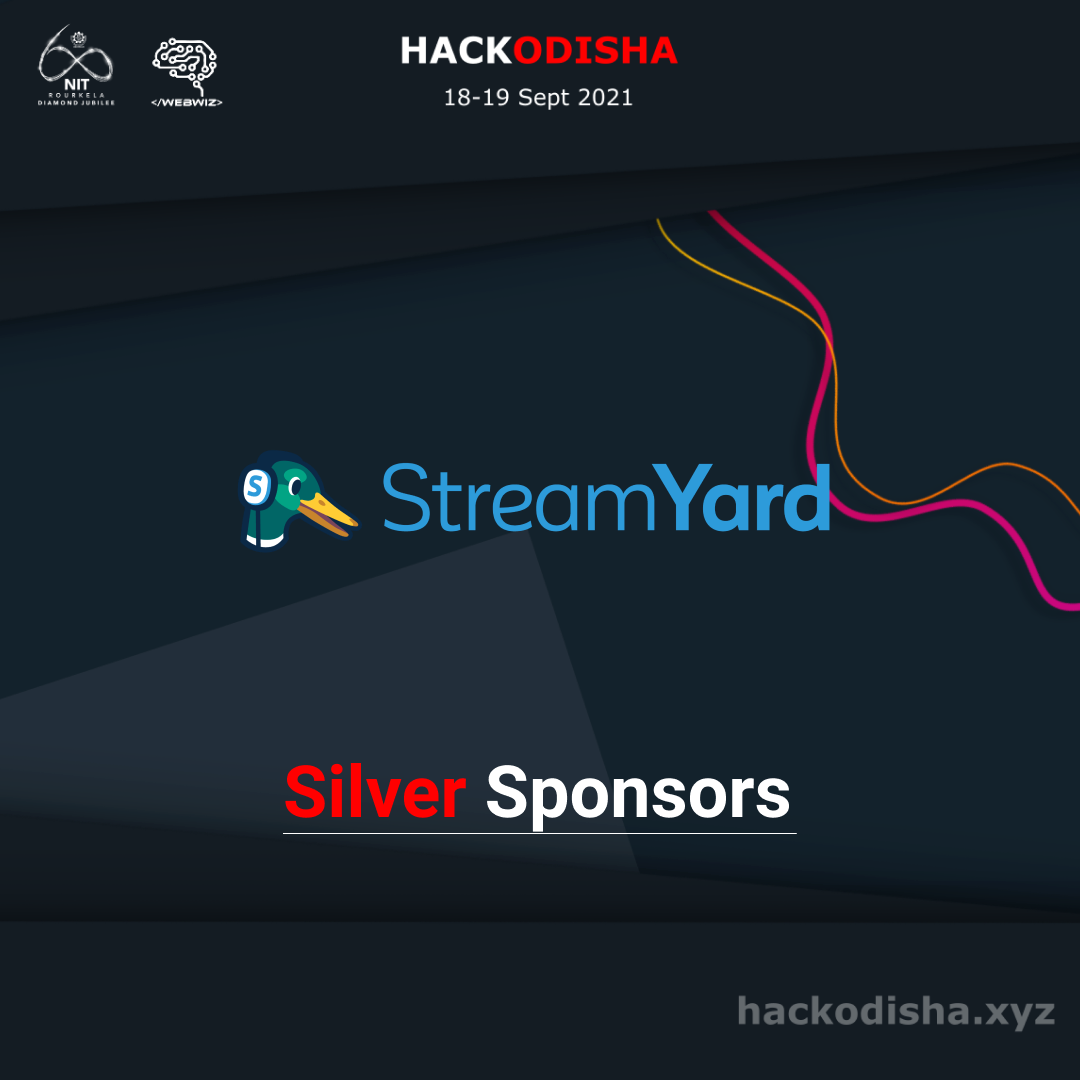 NIT
ROURKELA
DIAMOND JUBILEE
</WEBWIZ>
HACKODISHA
18-19 Sept 2021
S
StreamYard
Silver Sponsors
hackodisha.xyz